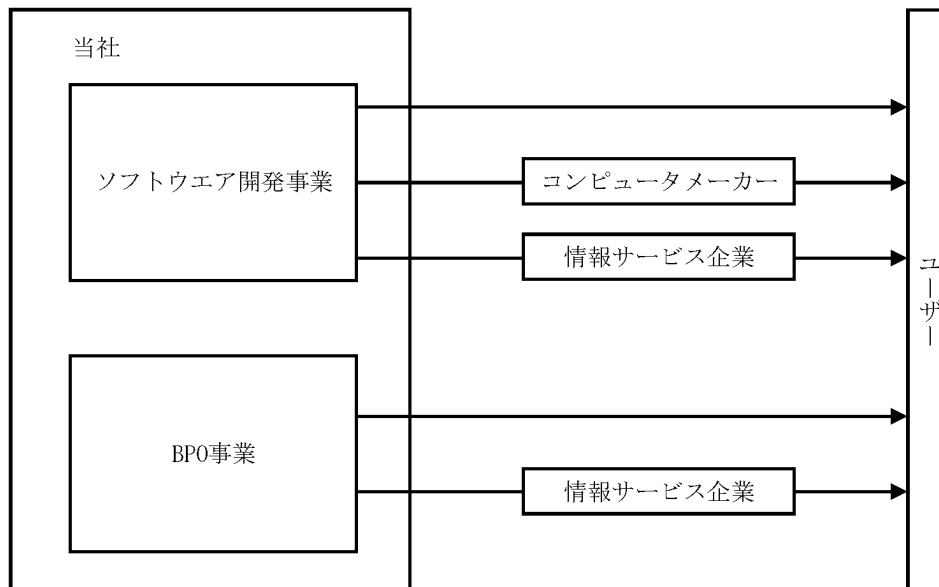 当社
ソフトウエア開発事業
コンピュータメーカー
情報サービス企業
ユーザー
BPO事業
情報サービス企業